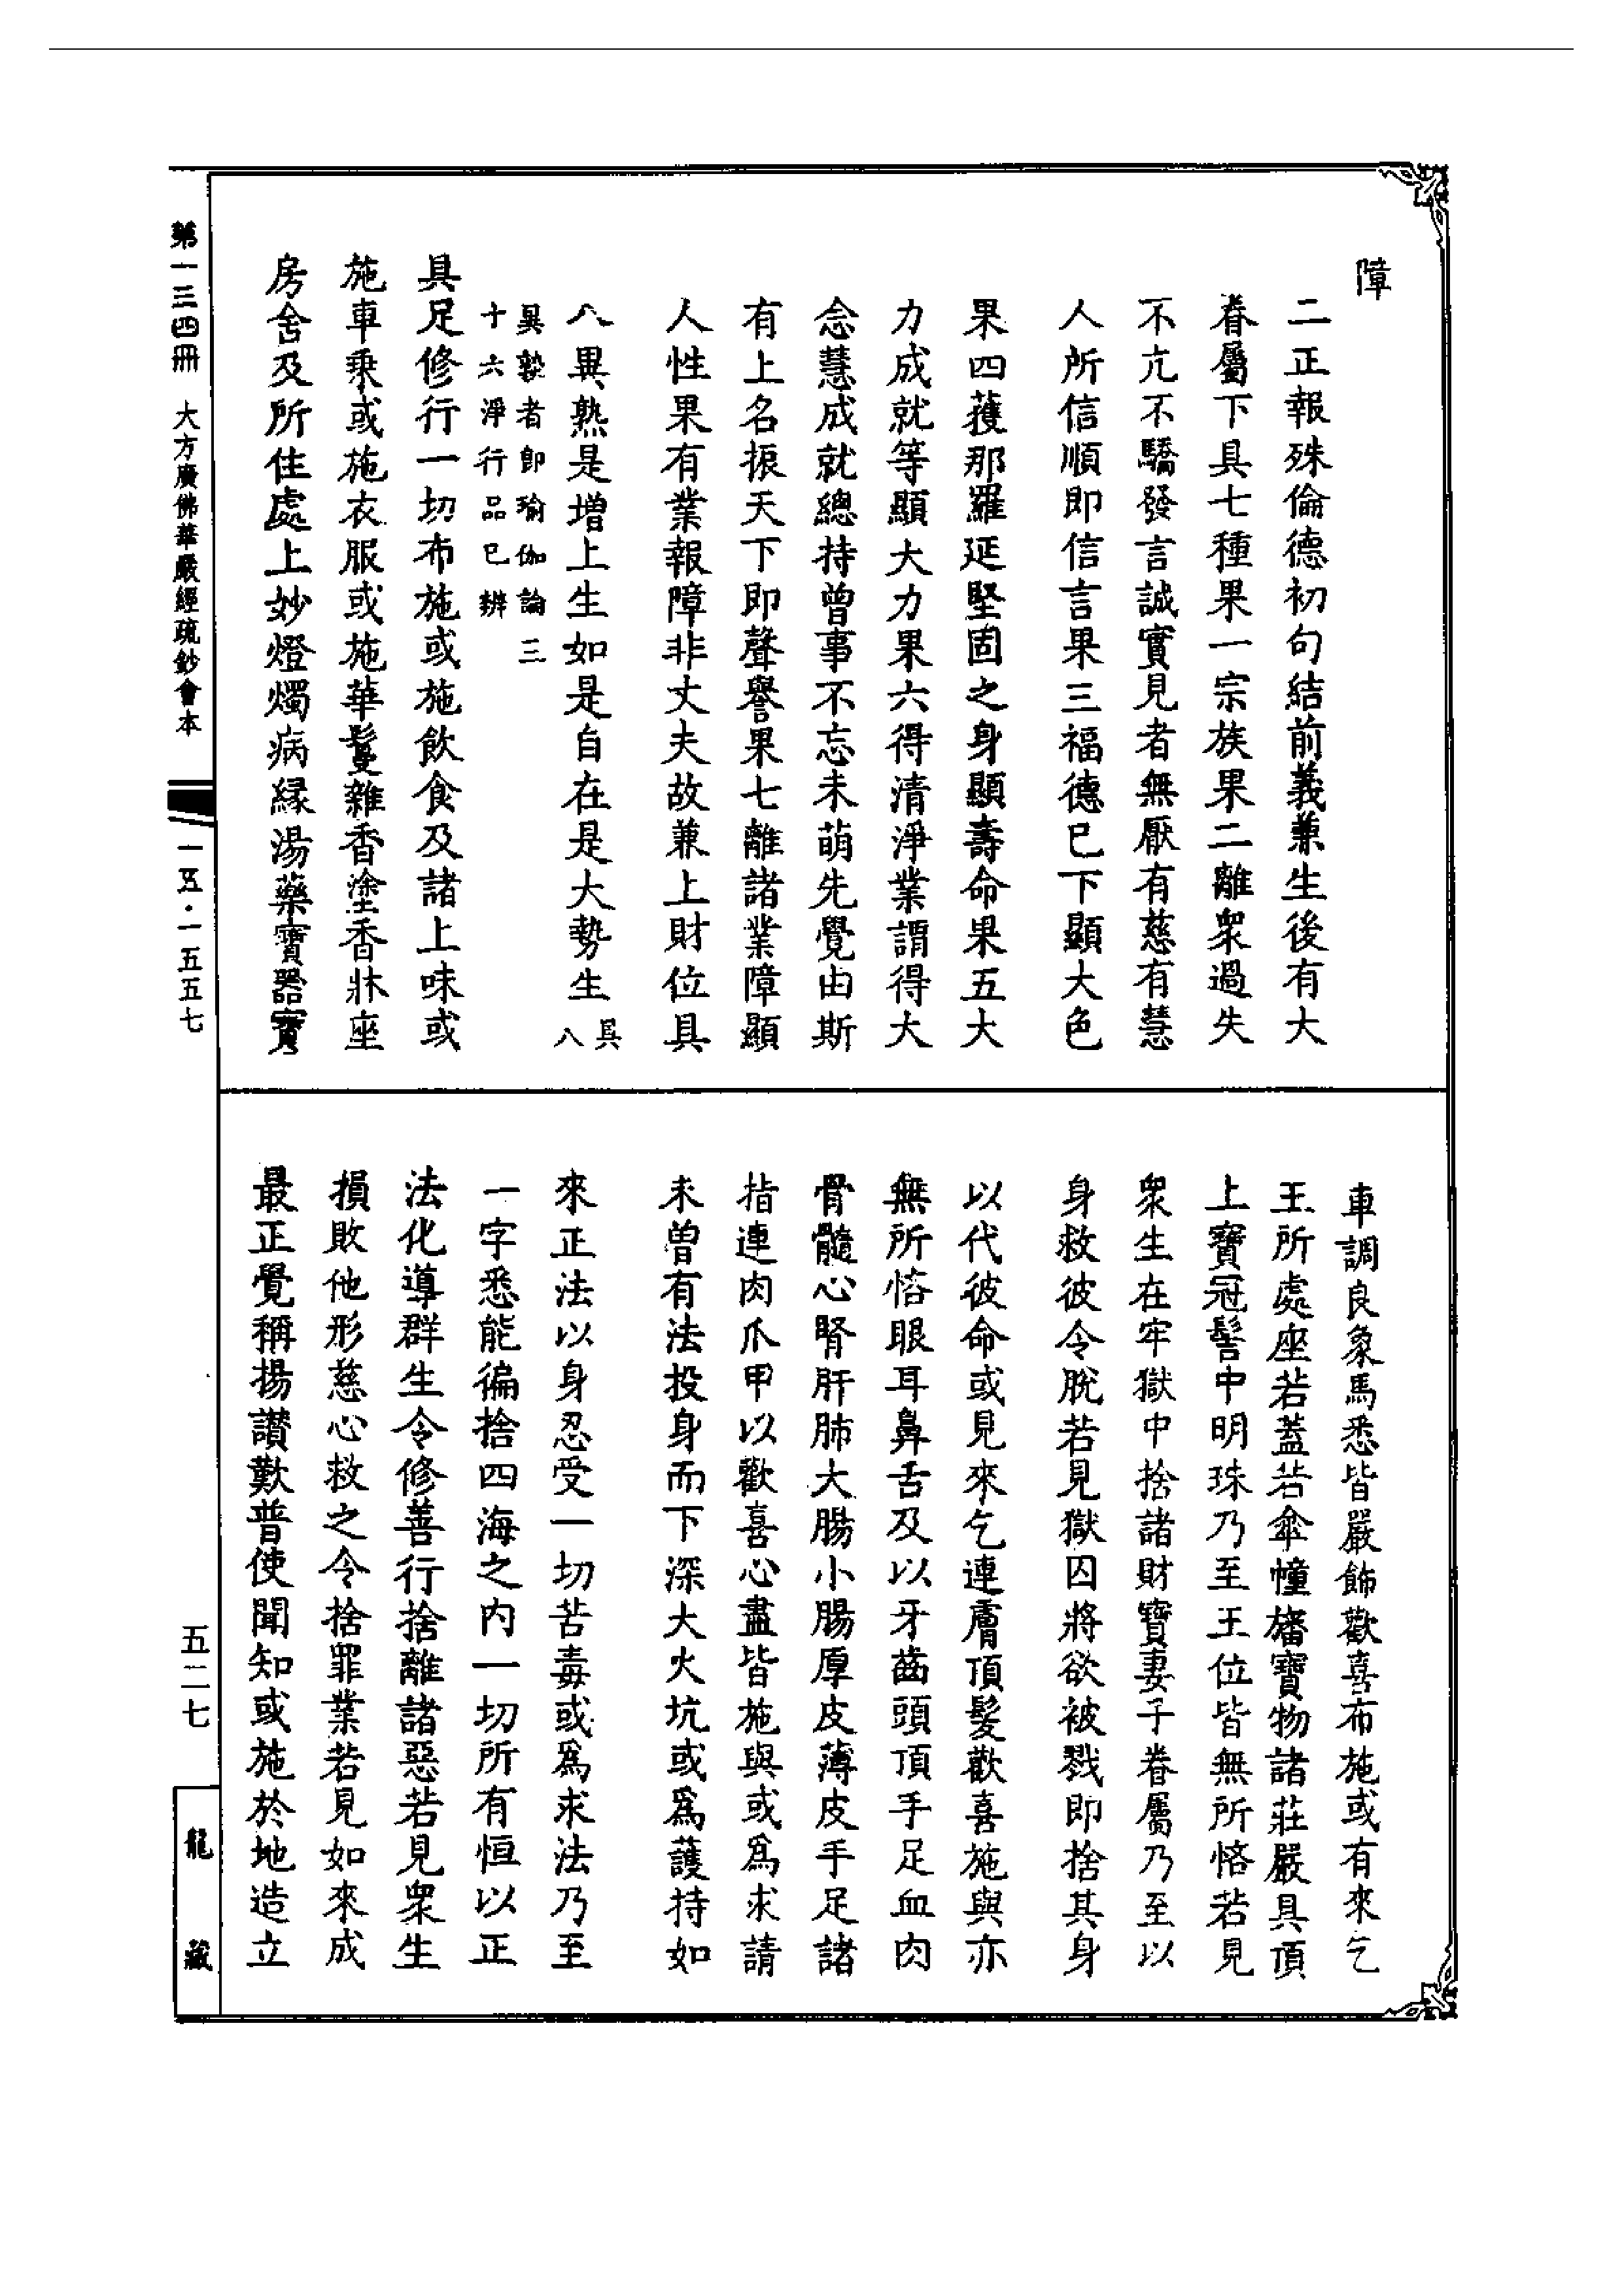 障
二正報殊倫德初句結前義兼生後有大
眷屬下具七種果一宗族果二離衆過失
不亢不驕發言誠實見者無厭有慈有慧
人所信順即信言果三福德已下顯大色
果四䕶那羅延堅固之身顯壽命果五大
力成就等顯大力果六得清淨業謂得大
念慧成就總持曾事不忘未萌先覺由斯
有上名振天下即聲譽果七離諸業障顯
人性果有業報障非丈夫故兼上財位具
八異熟是增上生如是自在是大勢生具
八
異熟者即瑜伽論三
十六淨行品已辨
具足修行一切布施或施飲食及諸上味或
施車乘或施衣服或施華鬘雜香塗香牀座
房舍及所住處上妙燈燭病緣湯藥寶器寶
車調良象馬悉皆嚴飾歡喜布施或有來乞
王所處座若蓋若傘幢旛寶物諸莊嚴具頂
上寶冠髻中明珠乃至王位皆無所恡若見
衆生在牢獄中捨諸財寶妻子眷屬乃至以
身救彼令脫若見獄囚將欲被戮即捨其身
以代彼命或見來乞連膚頂髮歡喜施與亦
無所恡眼耳鼻舌及以牙齒頭頂手足血肉
骨髓心腎肝肺大腸小腸厚皮薄皮手足諸
指連肉爪甲以歡喜心盡皆施與或爲求請
未曾有法投身而下深大火坑或爲護持如
來正法以身忍受一切苦毒或爲求法乃至
一字悉能徧捨四海之內一切所有恒以正
法化導群生令修善行捨離諸惡若見衆生
損敗他形慈心救之令捨罪業若見如來成
最正覺稱揚讚歎普使聞知或施於地造立
第一三四冊 大方廣佛華嚴經疏鈔會本 一五·一五五七
五二七
龍藏